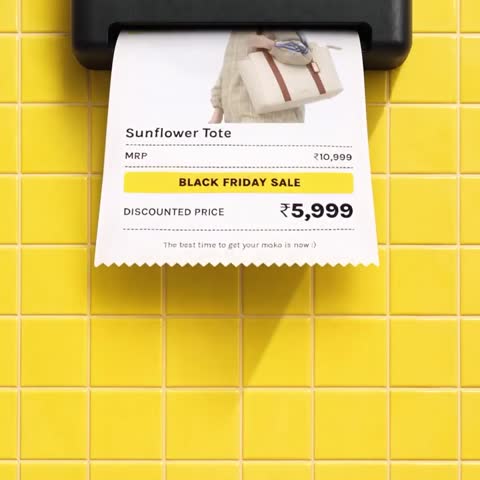 Sunflower Tote
MRP ₹10,999
BLACK FRIDAY SALE
DISCOUNTED PRICE ₹5,999
The best time to get your moko is now :)